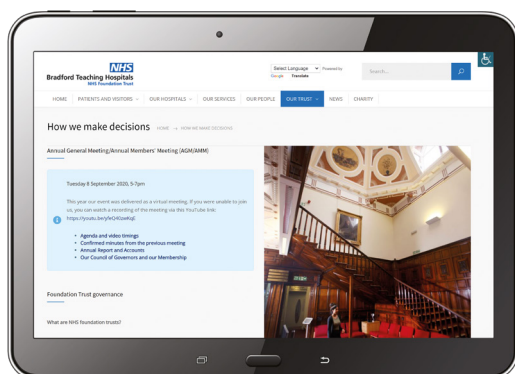 NHS
Bradford Teaching Hospitals
NHS Foundation Trust
Select Language
Powered by
Google Translate
Search...
HOME
PATIENTS AND VISITORS
OUR HOSPITALS
OUR SERVICES
OUR PEOPLE
OUR TRUST
NEWS
CHARITY
How we make decisions
HOME → HOW WE MAKE DECISIONS
Annual General Meeting/Annual Members' Meeting (AGM/AMM)
Tuesday 8 September 2020, 5-7pm
This year our event was delivered as a virtual meeting. If you were unable to join
us, you can watch a recording of the meeting via this YouTube link:
• Agenda and video timings
• Confirmed minutes from the previous meeting
• Annual Report and Accounts
• Our Council of Governors and our Membership
Foundation Trust governance
What are NHS foundation trusts?